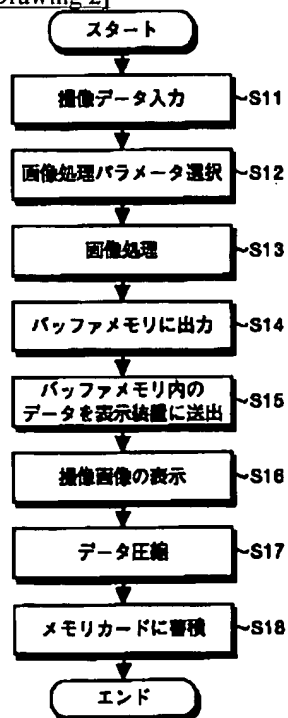 Drawing 2]
スタート
撮像データ入力
~S11
画像処理パラメータ選択
~S12
画像処理
~S13
バッファメモリに出力
~S14
バッファメモリ内の
データを表示装置に送出
~S15
撮像画像の表示
~S16
データ圧縮
~S17
メモリカードに蓄積
~S18
エンド